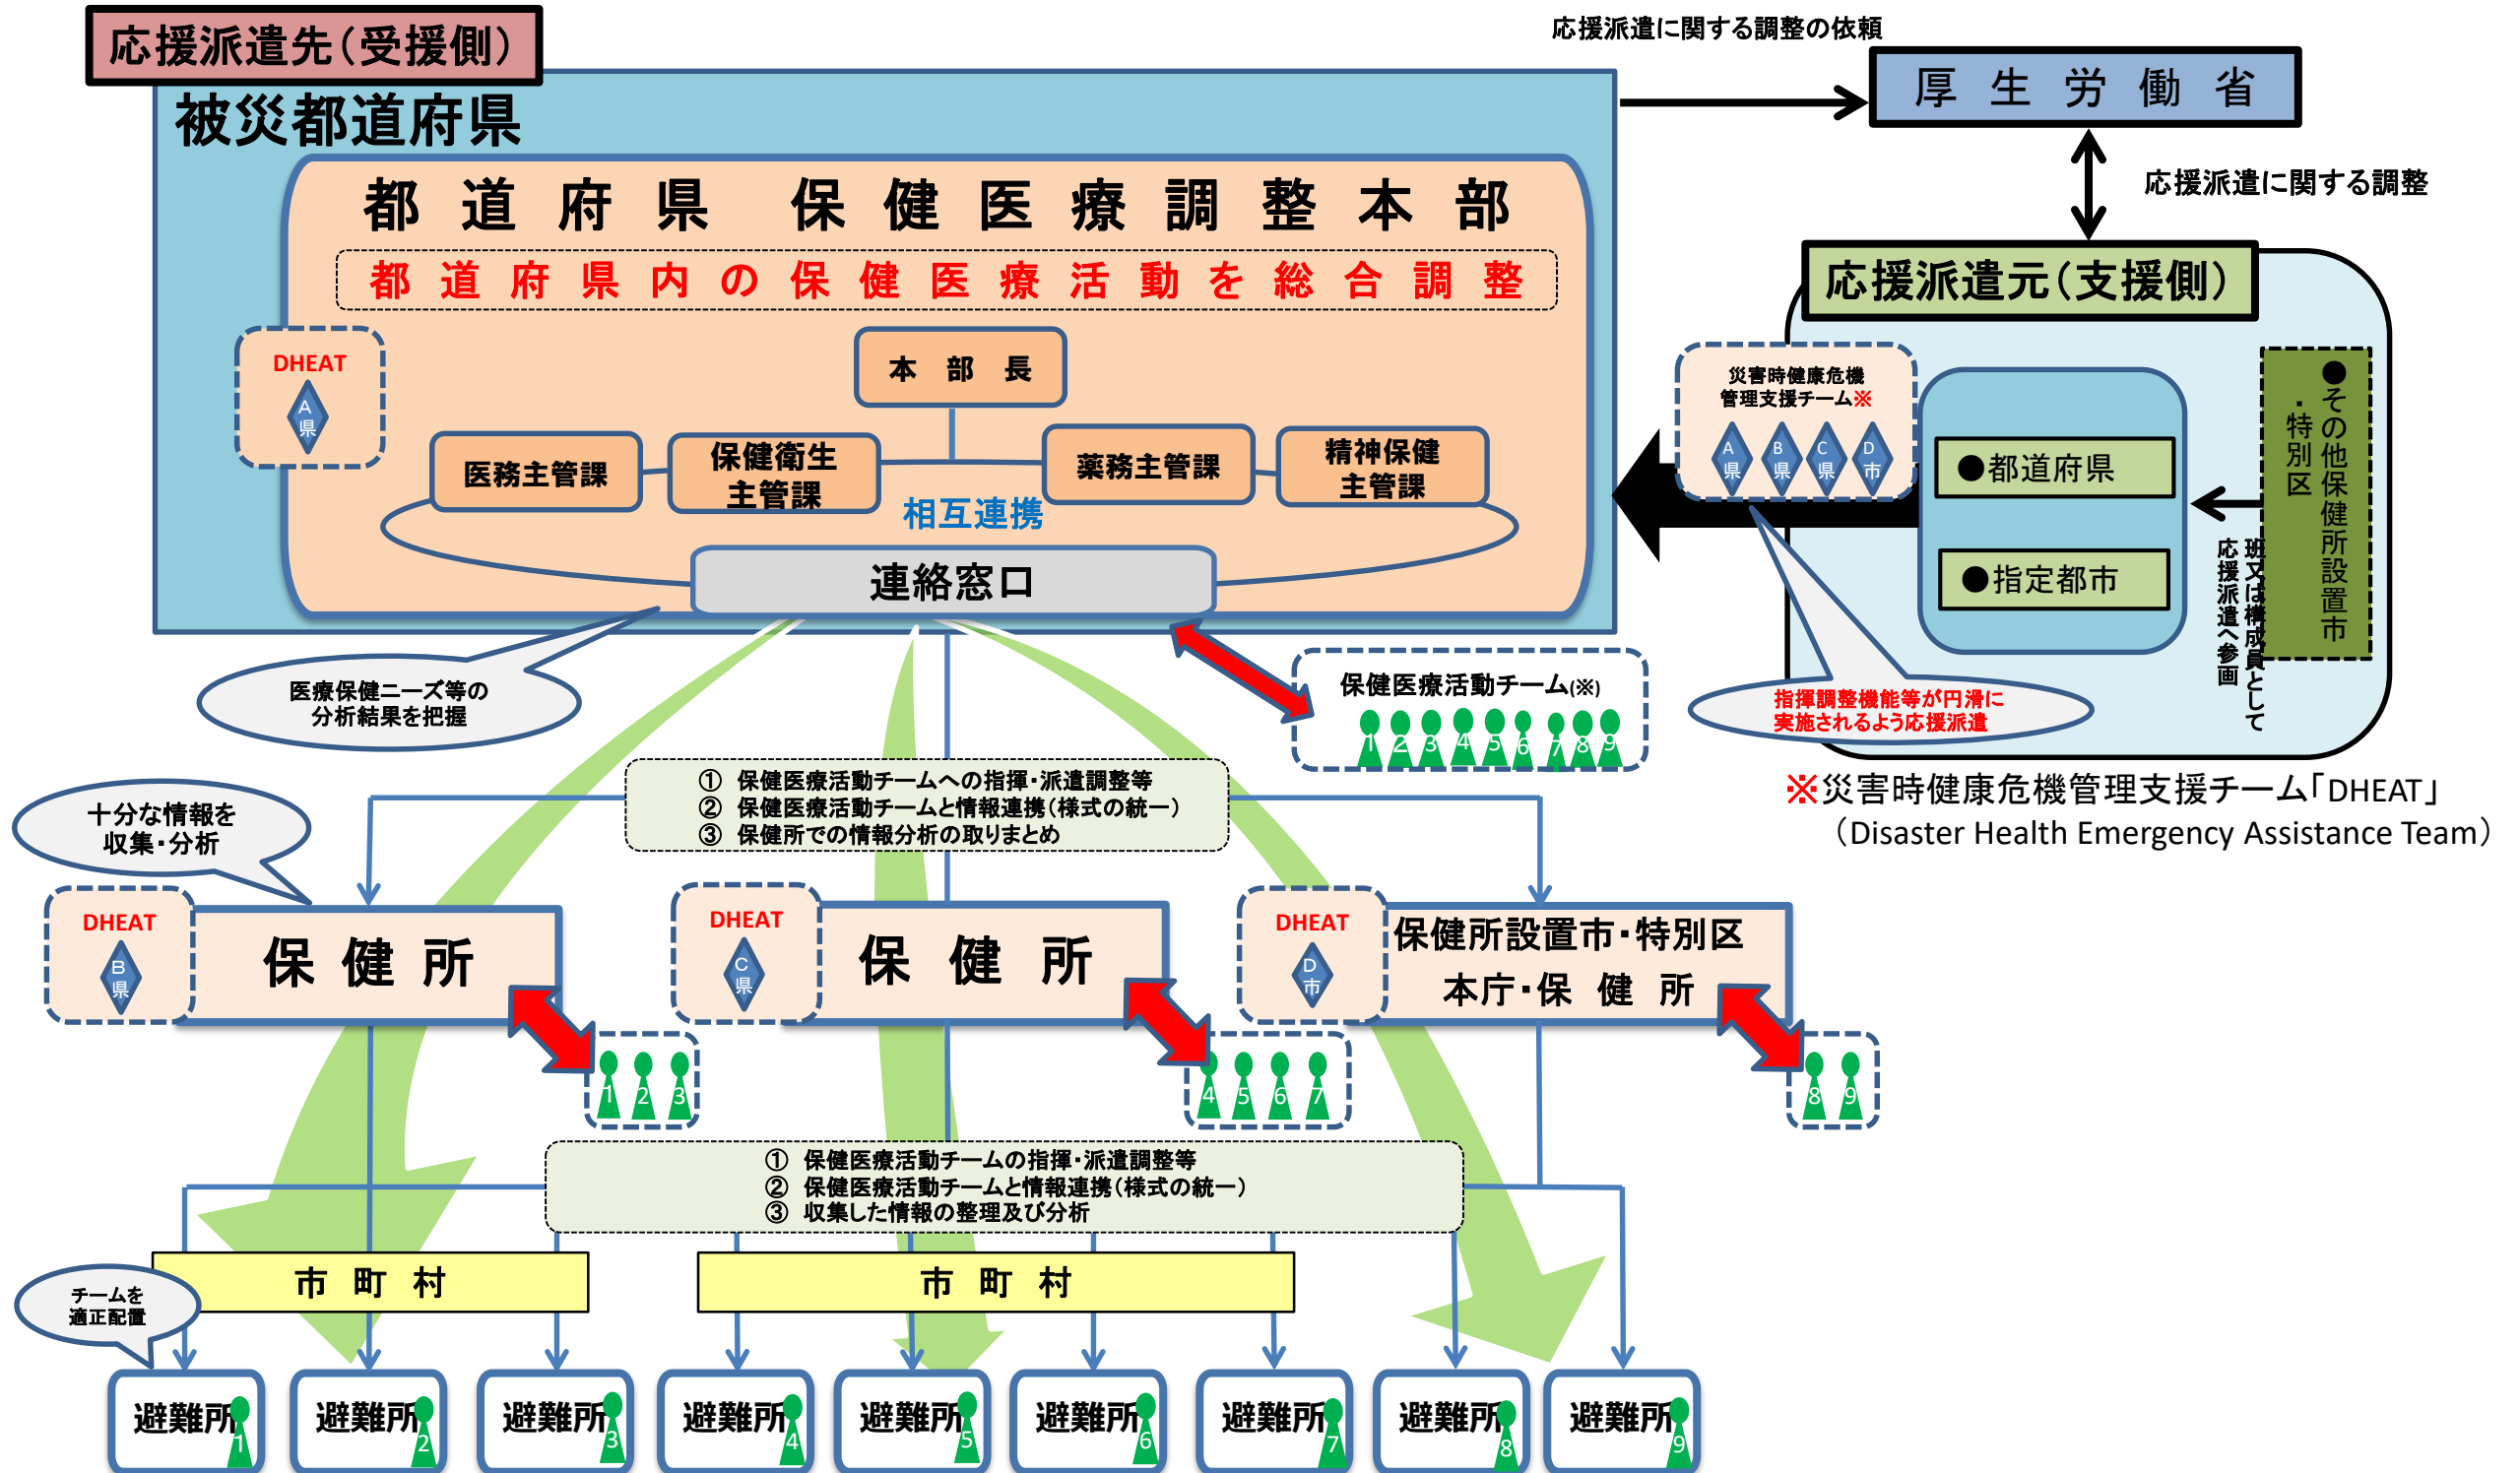 応援派遣先（受援側）
被災都道府県
都道府県 保健医療調整本部
都道府県内の保健医療活動を総合調整
DHEAT
A
県
本 部 長
医務主管課
保健衛生
主管課
薬務主管課
精神保健
主管課
相互連携
連絡窓口
応援派遣に関する調整の依頼
厚 生 労 働 省
応援派遣に関する調整
応援派遣元（支援側）
災害時健康危機
管理支援チーム※
A
県
B
県
C
県
D
市
●都道府県
●指定都市
●その他保健所設置市
・特別区
班又は構成員として
応援派遣へ参画
指揮調整機能等が円滑に
実施されるよう応援派遣
※災害時健康危機管理支援チーム「DHEAT」
（Disaster Health Emergency Assistance Team）
医療保健ニーズ等の
分析結果を把握
保健医療活動チーム(※)
1 2 3 4 5 6 7 8 9
① 保健医療活動チームへの指揮・派遣調整等
② 保健医療活動チームと情報連携（様式の統一）
③ 保健所での情報分析の取りまとめ
十分な情報を
収集・分析
DHEAT
B
県
保 健 所
1 2 3
DHEAT
C
県
保 健 所
4 5 6 7
DHEAT
D
市
保健所設置市・特別区
本庁・保 健 所
8 9
① 保健医療活動チームの指揮・派遣調整等
② 保健医療活動チームと情報連携（様式の統一）
③ 収集した情報の整理及び分析
市 町 村
市 町 村
チームを
適正配置
避難所 1
避難所 2
避難所 3
避難所 4
避難所 5
避難所 6
避難所 7
避難所 8
避難所 9